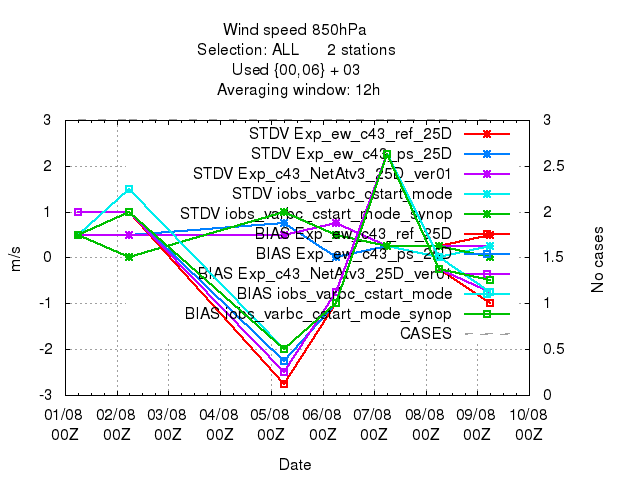 Wind speed 850hPa
Selection: ALL 2 stations
Used {00,06} + 03
Averaging window: 12h
3 3
STDV Exp_ew_c43_ref_25D
STDV Exp_ew_c43_ps_25D
2 2.5
STDV Exp_c43_NetAtv3_25D_ver01
STDV iobs_varbc_cstart_mode
1 2
STDV iobs_varbc_cstart_mode_synop
BIAS Exp_ew_c43_ref_25D
BIAS Exp_ew_c43_ps_25D
0 1.5
BIAS Exp_c43_NetAtv3_25D_ver01
BIAS iobs_varbc_cstart_mode
-1 1
BIAS iobs_varbc_cstart_mode_synop
CASES
-2 0.5
-3 0
m/s
No cases
01/08 02/08 03/08 04/08 05/08 06/08 07/08 08/08 09/08 10/08
00Z 00Z 00Z 00Z 00Z 00Z 00Z 00Z 00Z 00Z
Date